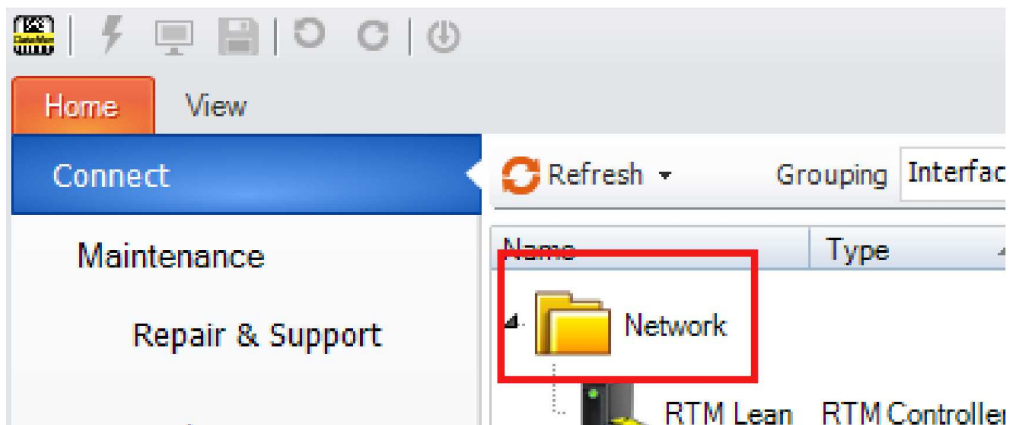 Home View
Connect
Refresh Grouping Interfac
Maintenance
Name Type
Repair & Support
Network
RTM Lean RTM Controller